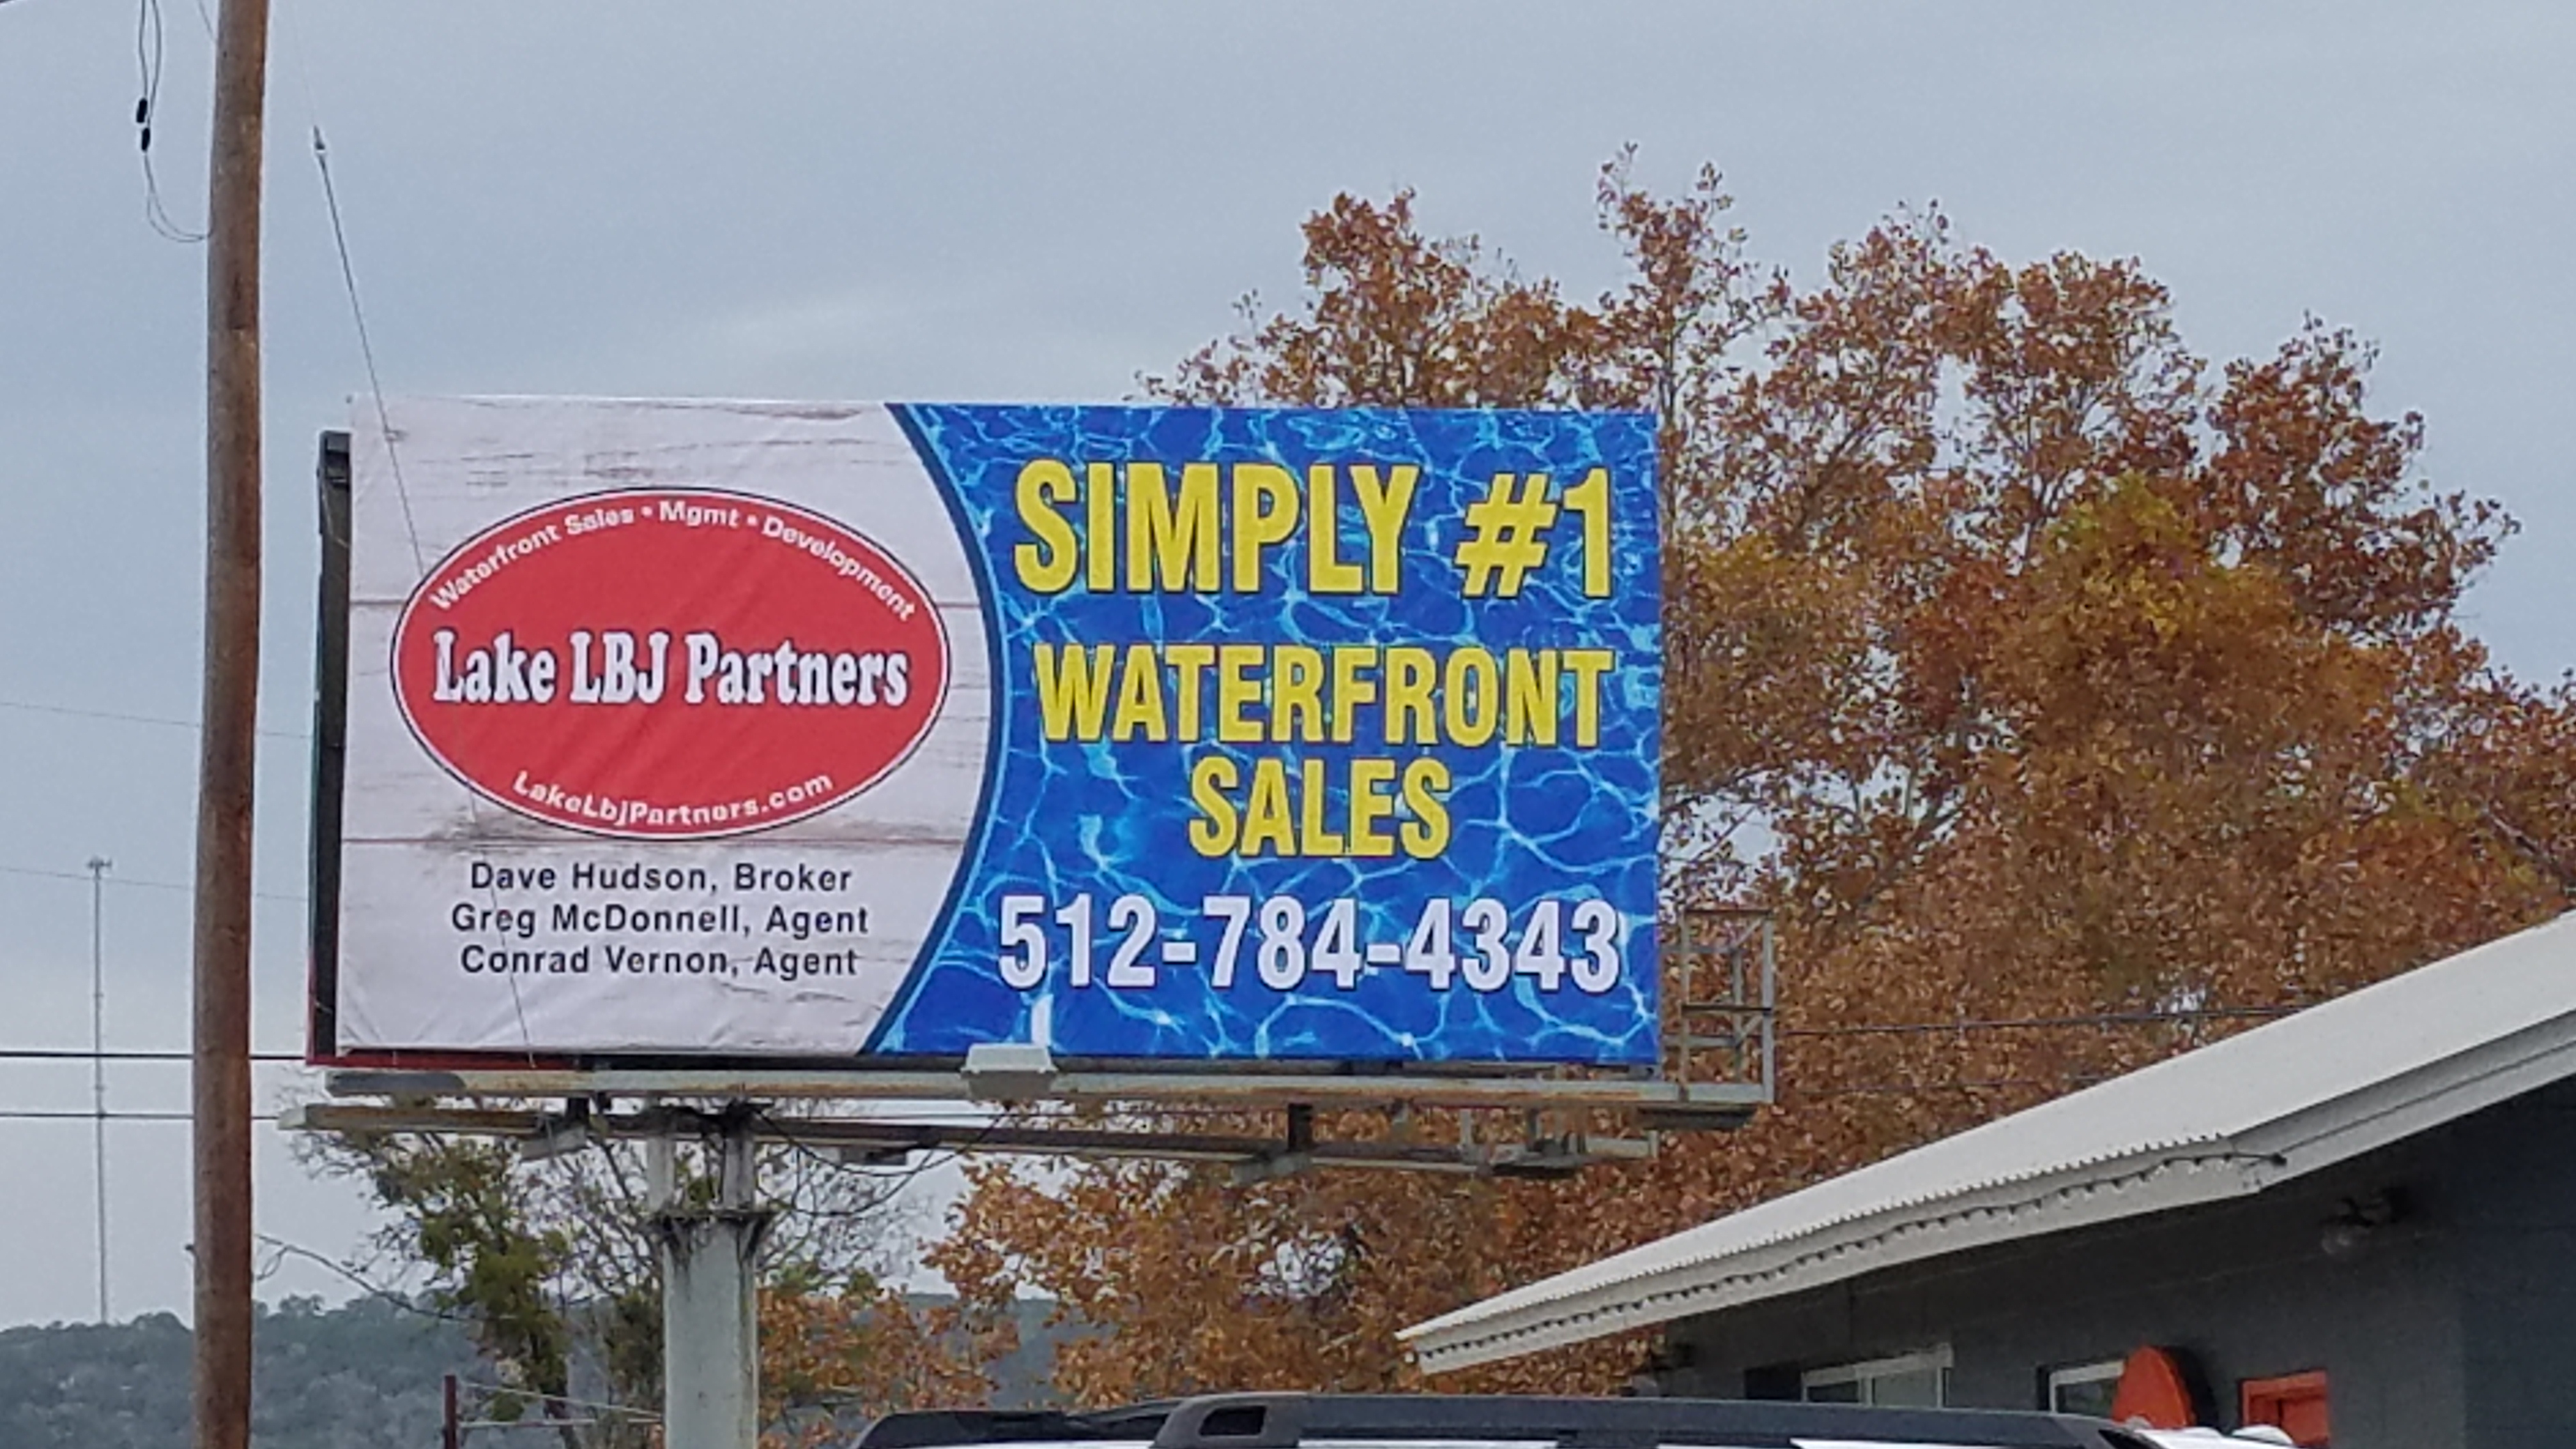 Waterfront Sales • Mgmt • Development
Lake LBJ Partners
LakeLbjPartners.com
Dave Hudson, Broker
Greg McDonnell, Agent
Conrad Vernon, Agent
SIMPLY #1
WATERFRONT
SALES
512-784-4343